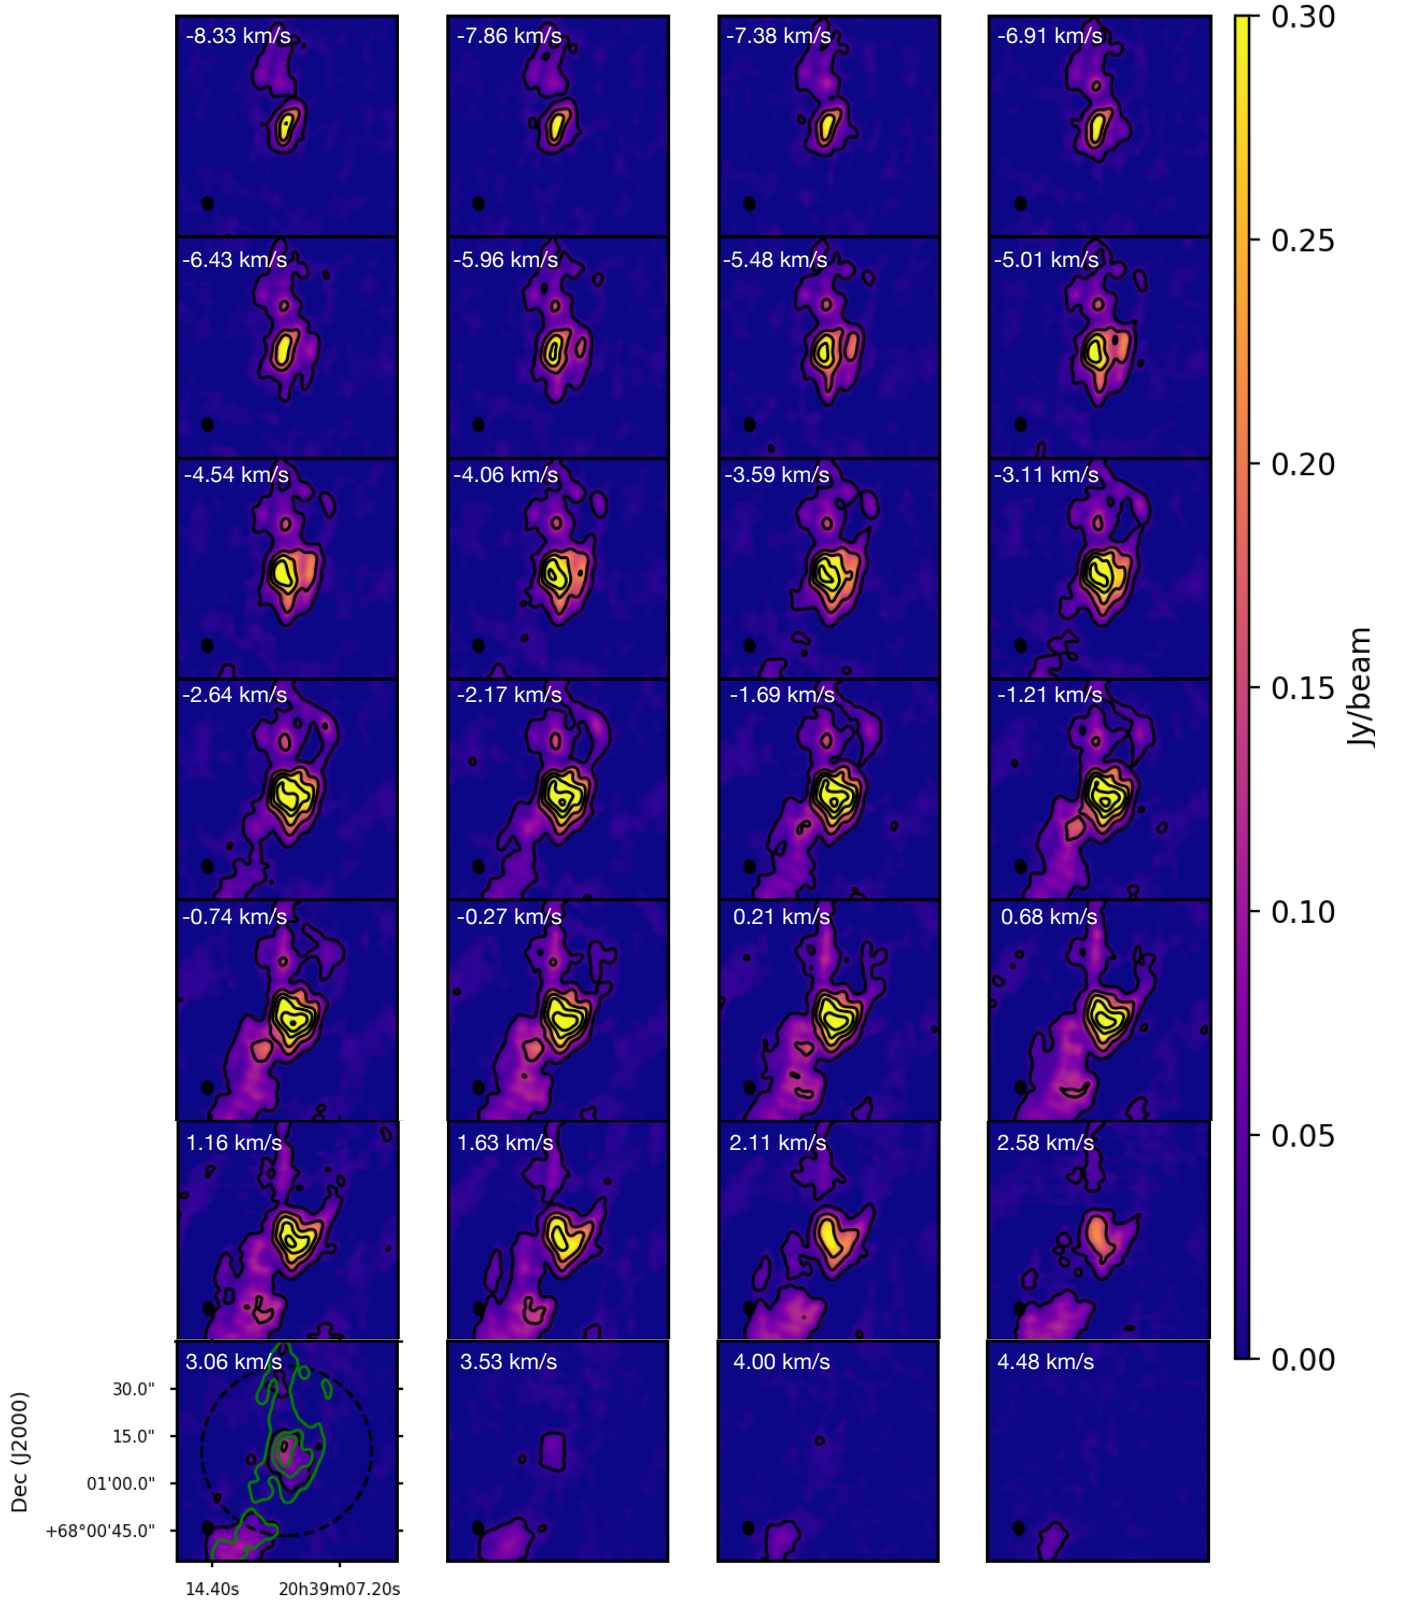 -8.33 km/s -7.86 km/s -7.38 km/s -6.91 km/s
-6.43 km/s -5.96 km/s -5.48 km/s -5.01 km/s
-4.54 km/s -4.06 km/s -3.59 km/s -3.11 km/s
-2.64 km/s -2.17 km/s -1.69 km/s -1.21 km/s
-0.74 km/s -0.27 km/s 0.21 km/s 0.68 km/s
1.16 km/s 1.63 km/s 2.11 km/s 2.58 km/s
3.06 km/s 3.53 km/s 4.00 km/s 4.48 km/s
0.30
0.25
0.20
0.15
0.10
0.05
0.00
Jy/beam
Dec (J2000)
30.0"
15.0"
01'00.0"
+68°00'45.0"
14.40s 20h39m07.20s